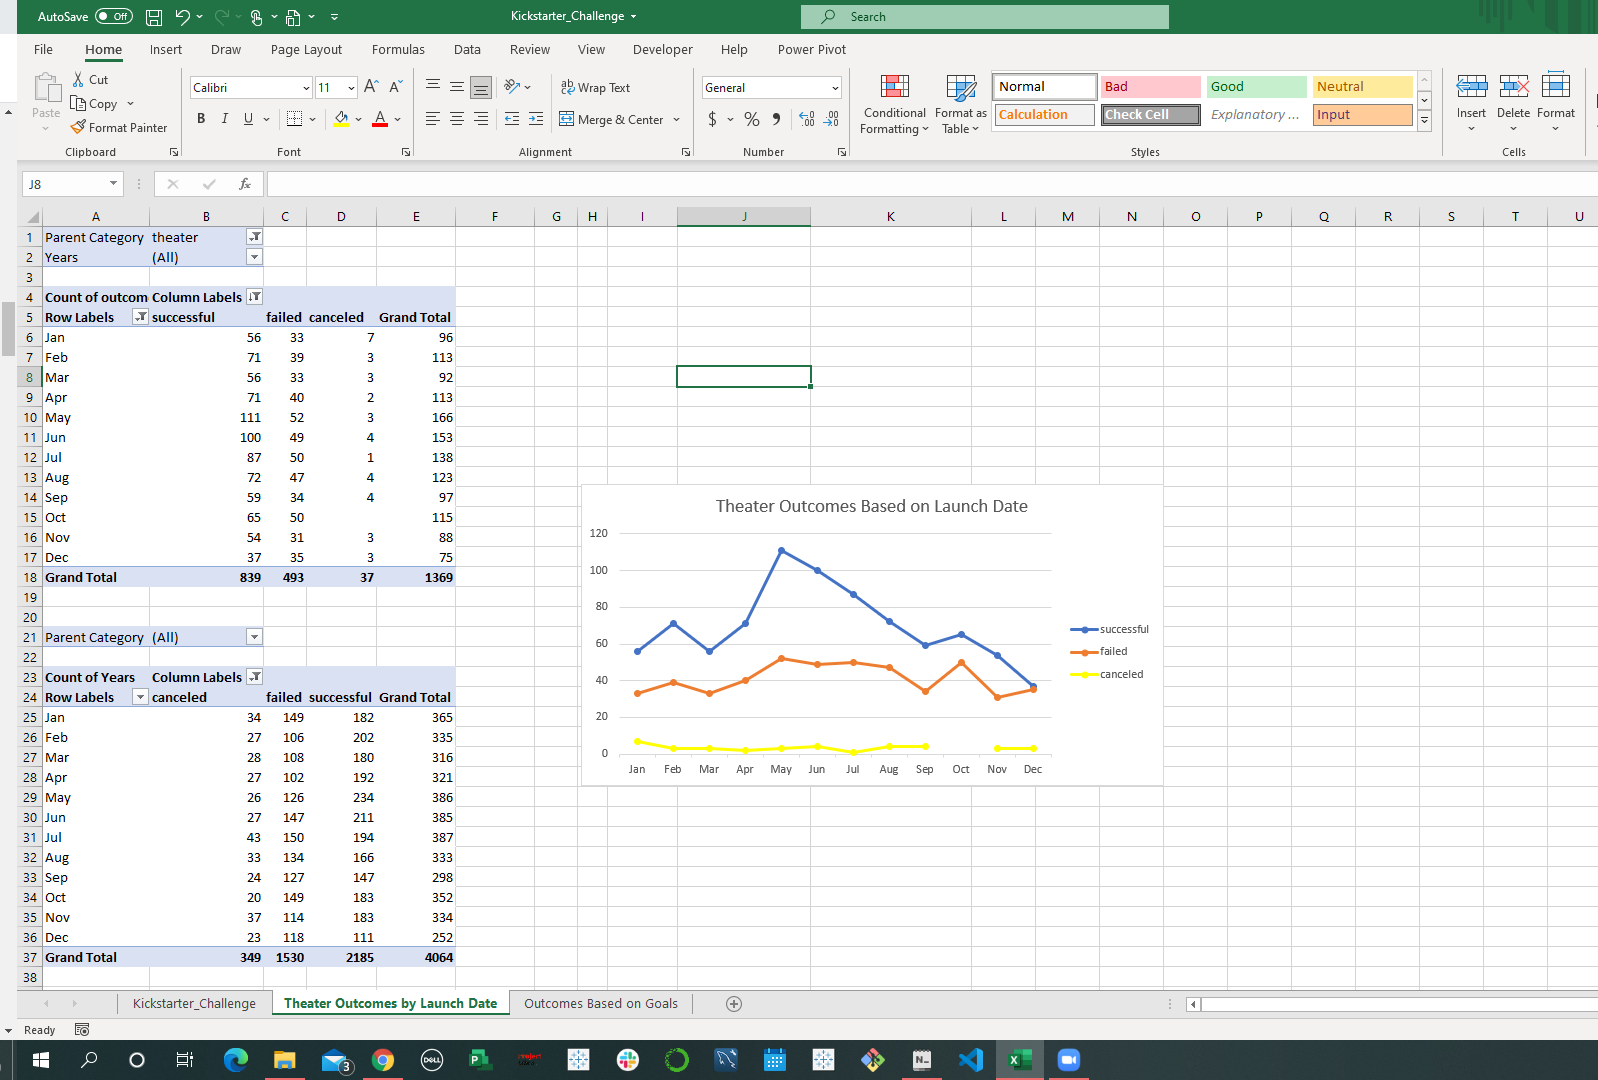 AutoSave Off Kickstarter_Challenge Search
File Home Insert Draw Page Layout Formulas Data Review View Developer Help Power Pivot
Paste
Cut
Copy
Format Painter
Clipboard
Calibri 11
B I U A
Font
Wrap Text
Merge & Center
Alignment
General
$ % ,
Number
Conditional Formatting
Format as Table
Normal Bad Good Neutral
Calculation Check Cell Explanatory ... Input
Styles
Insert Delete Format
Cells
J8 fx
A B C D E F G H I J K L M N O P Q R S T U
1 Parent Category theater
2 Years (All)
3
4 Count of outcom Column Labels
5 Row Labels successful failed canceled Grand Total
6 Jan 56 33 7 96
7 Feb 71 39 3 113
8 Mar 56 33 3 92
9 Apr 71 40 2 113
10 May 111 52 3 166
11 Jun 100 49 4 153
12 Jul 87 50 1 138
13 Aug 72 47 4 123
14 Sep 59 34 4 97
15 Oct 65 50 115
16 Nov 54 31 3 88
17 Dec 37 35 3 75
18 Grand Total 839 493 37 1369
19
20
21 Parent Category (All)
22
23 Count of Years Column Labels
24 Row Labels canceled failed successful Grand Total
25 Jan 34 149 182 365
26 Feb 27 106 202 335
27 Mar 28 108 180 316
28 Apr 27 102 192 321
29 May 26 126 234 386
30 Jun 27 147 211 385
31 Jul 43 150 194 387
32 Aug 33 134 166 333
33 Sep 24 127 147 298
34 Oct 20 149 183 352
35 Nov 37 114 183 334
36 Dec 23 118 111 252
37 Grand Total 349 1530 2185 4064
38
Theater Outcomes Based on Launch Date
120
100
80
60
40
20
0
Jan Feb Mar Apr May Jun Jul Aug Sep Oct Nov Dec
successful
failed
canceled
Kickstarter_Challenge Theater Outcomes by Launch Date Outcomes Based on Goals
Ready
3 DELL P N